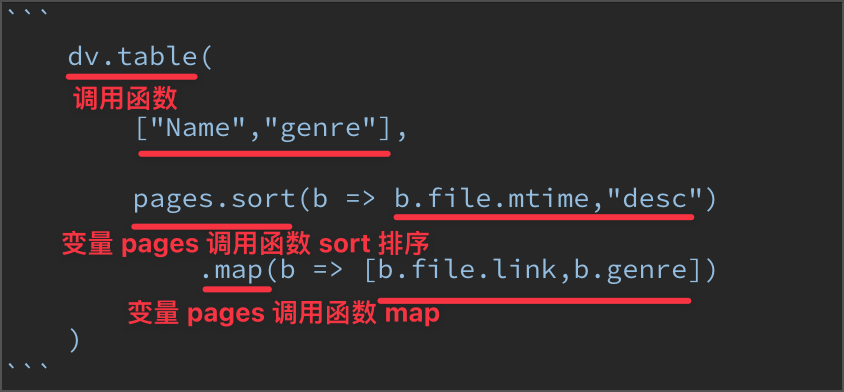 ```
dv.table(
调用函数
["Name","genre"],
pages.sort(b => b.file.mtime,"desc")
变量 pages 调用函数 sort 排序
.map(b => [b.file.link,b.genre])
变量 pages 调用函数 map
)
```